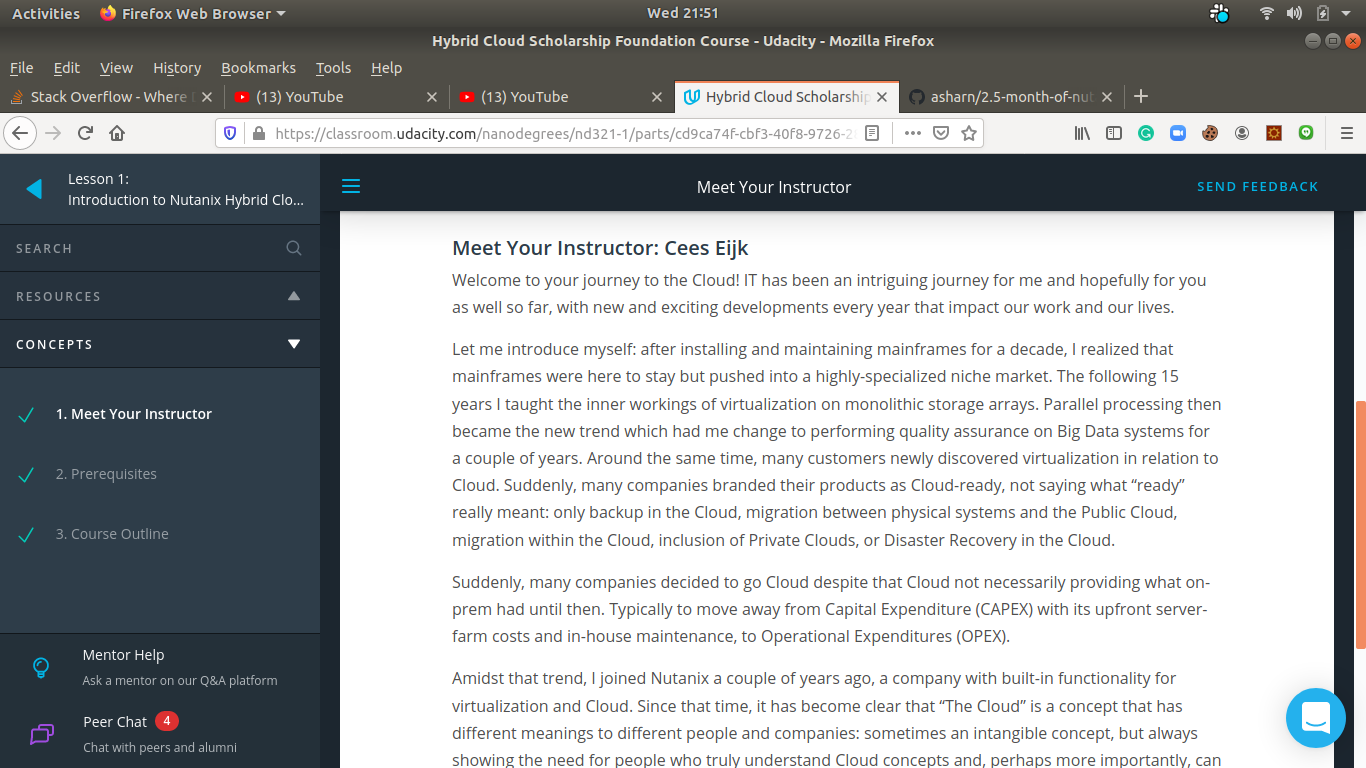 Activities Firefox Web Browser Wed 21:51
Hybrid Cloud Scholarship Foundation Course - Udacity - Mozilla Firefox
File Edit View History Bookmarks Tools Help
Stack Overflow - Where (13) YouTube (13) YouTube Hybrid Cloud Scholarship asharn/2.5-month-of-nut
https://classroom.udacity.com/nanodegrees/nd321-1/parts/cd9ca74f-cbf3-40f8-9726-2
Lesson 1:
Introduction to Nutanix Hybrid Clo...
Meet Your Instructor
SEND FEEDBACK
SEARCH
RESOURCES
CONCEPTS
1. Meet Your Instructor
2. Prerequisites
3. Course Outline
Mentor Help
Ask a mentor on our Q&A platform
Peer Chat 4
Chat with peers and alumni
Meet Your Instructor: Cees Eijk
Welcome to your journey to the Cloud! IT has been an intriguing journey for me and hopefully for you
as well so far, with new and exciting developments every year that impact our work and our lives.
Let me introduce myself: after installing and maintaining mainframes for a decade, I realized that
mainframes were here to stay but pushed into a highly-specialized niche market. The following 15
years I taught the inner workings of virtualization on monolithic storage arrays. Parallel processing then
became the new trend which had me change to performing quality assurance on Big Data systems for
a couple of years. Around the same time, many customers newly discovered virtualization in relation to
Cloud. Suddenly, many companies branded their products as Cloud-ready, not saying what “ready”
really meant: only backup in the Cloud, migration between physical systems and the Public Cloud,
migration within the Cloud, inclusion of Private Clouds, or Disaster Recovery in the Cloud.
Suddenly, many companies decided to go Cloud despite that Cloud not necessarily providing what on-
prem had until then. Typically to move away from Capital Expenditure (CAPEX) with its upfront server-
farm costs and in-house maintenance, to Operational Expenditures (OPEX).
Amidst that trend, I joined Nutanix a couple of years ago, a company with built-in functionality for
virtualization and Cloud. Since that time, it has become clear that “The Cloud” is a concept that has
different meanings to different people and companies: sometimes an intangible concept, but always
showing the need for people who truly understand Cloud concepts and, perhaps more importantly, can